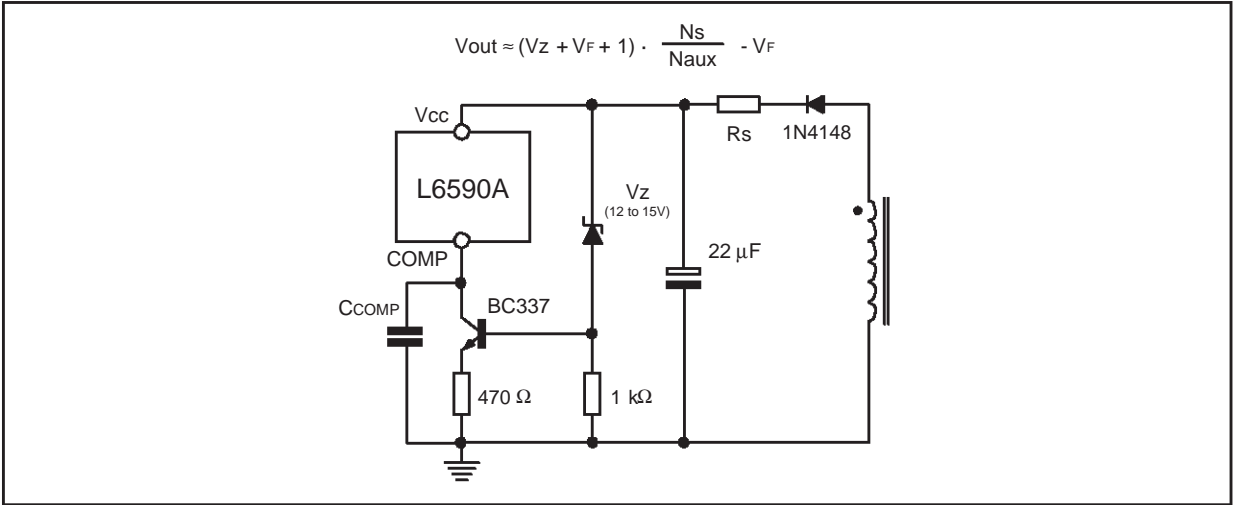 Vout ≈ (Vz + VF + 1) · Ns/Naux - VF
Vcc
Rs
1N4148
L6590A
Vz
(12 to 15V)
COMP
22 µF
CCOMP
BC337
470 Ω
1 kΩ